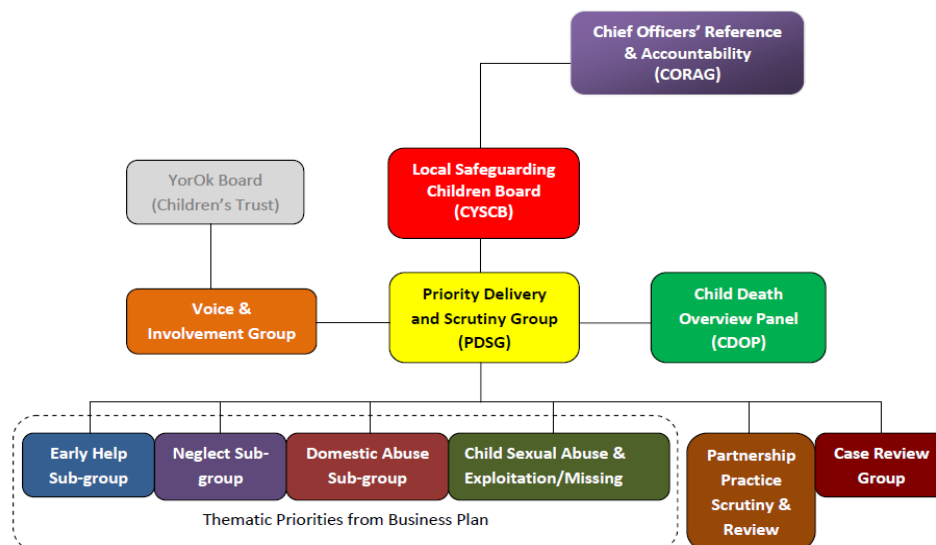 Chief Officers’ Reference
& Accountability
(CORAG)
YorOk Board
(Children’s Trust)
Local Safeguarding
Children Board
(CYSCB)
Voice &
Involvement Group
Priority Delivery
and Scrutiny Group
(PDSG)
Child Death
Overview Panel
(CDOP)
Early Help
Sub-group
Neglect Sub-
group
Domestic Abuse
Sub-group
Child Sexual Abuse &
Exploitation/Missing
Partnership
Practice
Scrutiny &
Review
Case Review
Group
Thematic Priorities from Business Plan